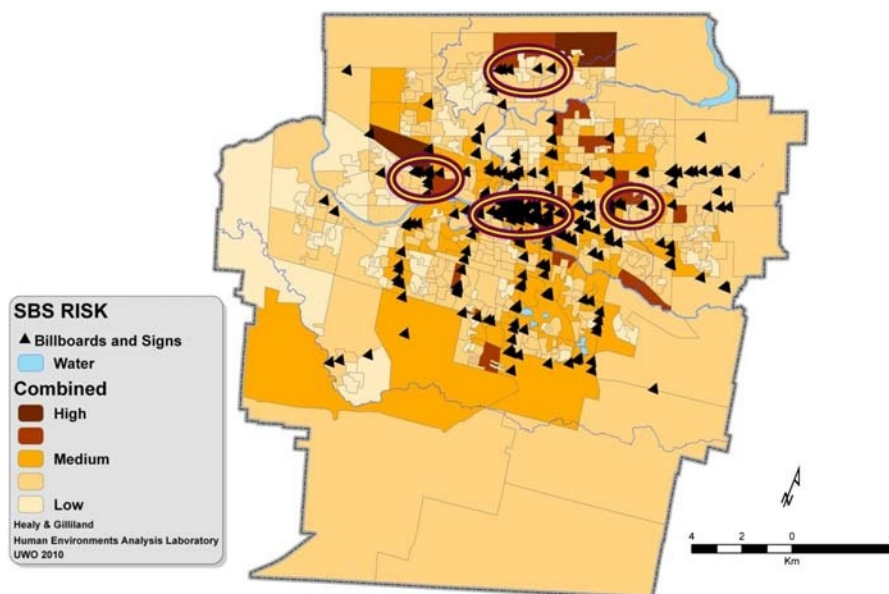 SBS RISK
Billboards and Signs
Water
Combined
High
Medium
Low
Healy & Gilliland
Human Environments Analysis Laboratory
UWO 2010
N
4 2 0
Km